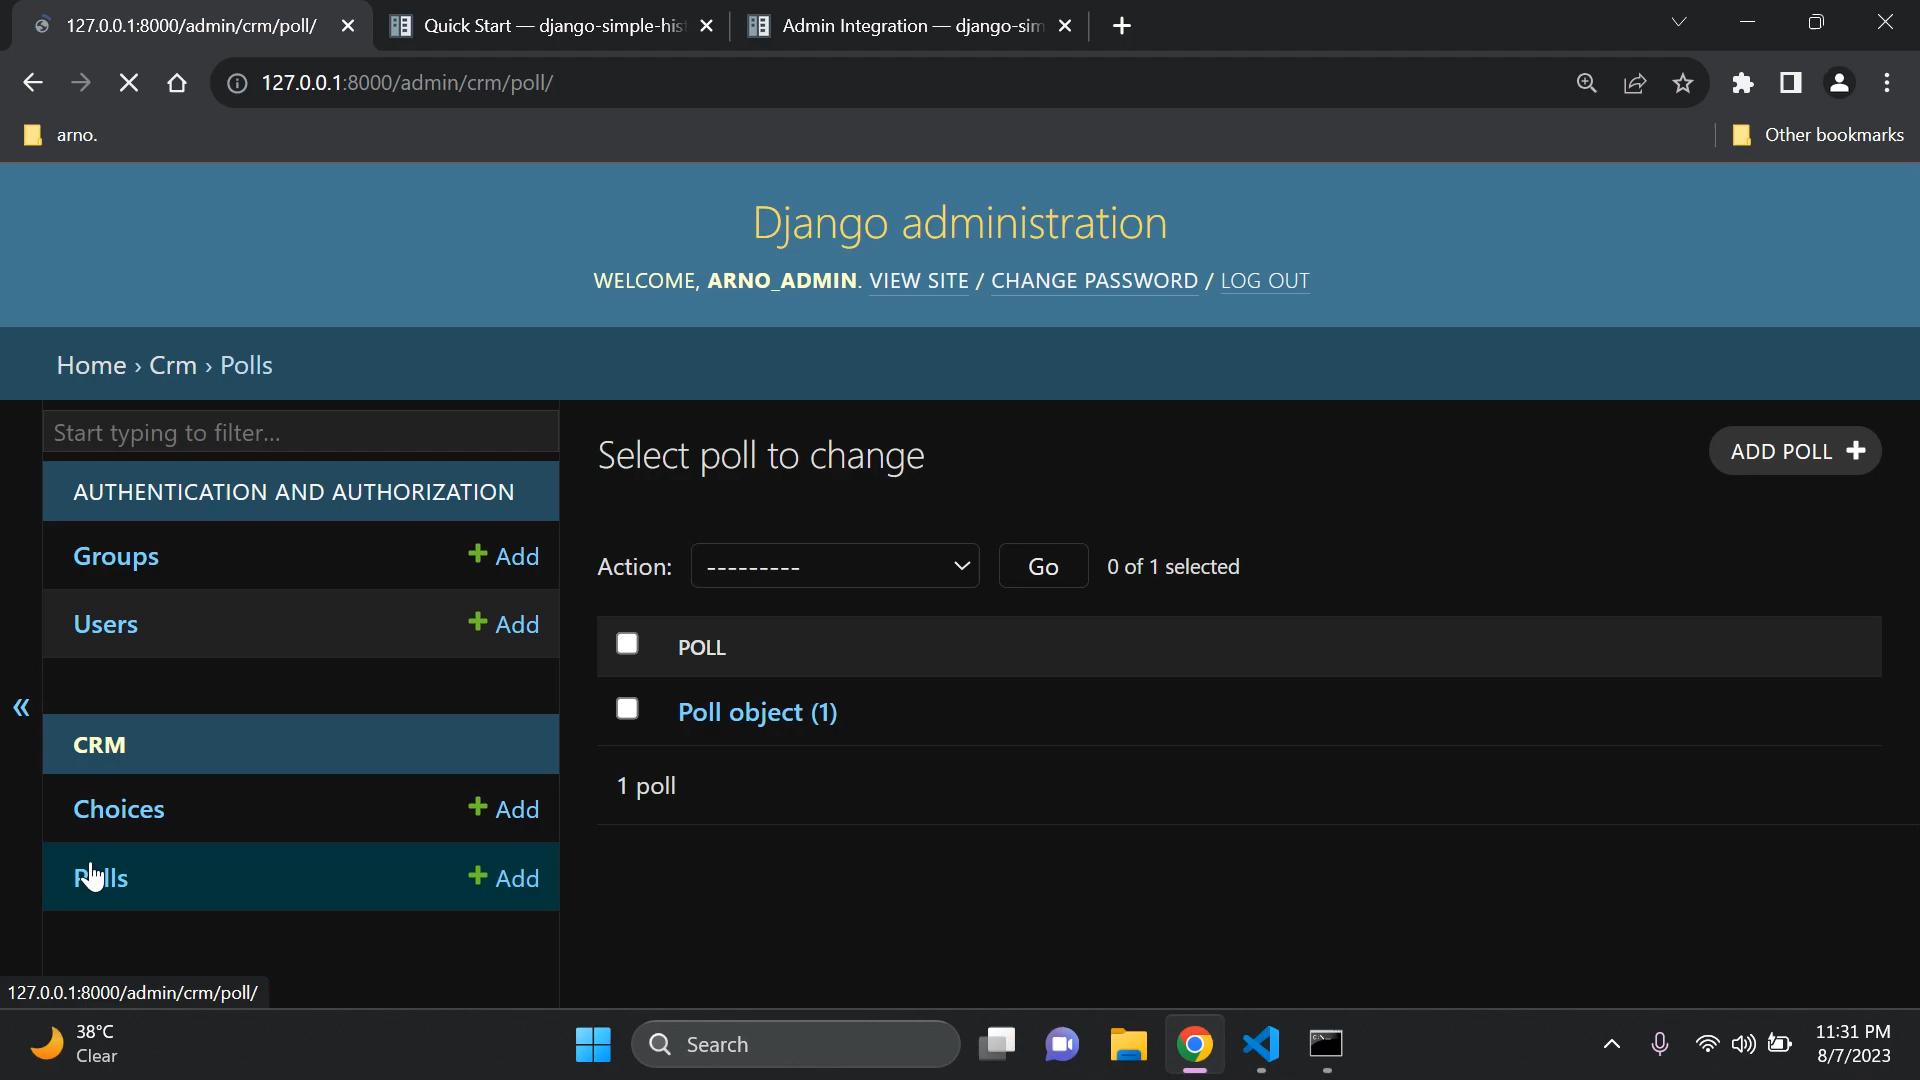 127.0.0.1:8000/admin/crm/poll/
Quick Start — django-simple-his
Admin Integration — django-sim
127.0.0.1:8000/admin/crm/poll/
arno.
Other bookmarks
Django administration
WELCOME, ARNO_ADMIN. VIEW SITE / CHANGE PASSWORD / LOG OUT
Home › Crm › Polls
Start typing to filter...
AUTHENTICATION AND AUTHORIZATION
Groups + Add
Users + Add
«
CRM
Choices + Add
Polls + Add
Select poll to change
ADD POLL +
Action: --------- Go 0 of 1 selected
POLL
Poll object (1)
1 poll
127.0.0.1:8000/admin/crm/poll/
38°C
Clear
Search
11:31 PM
8/7/2023